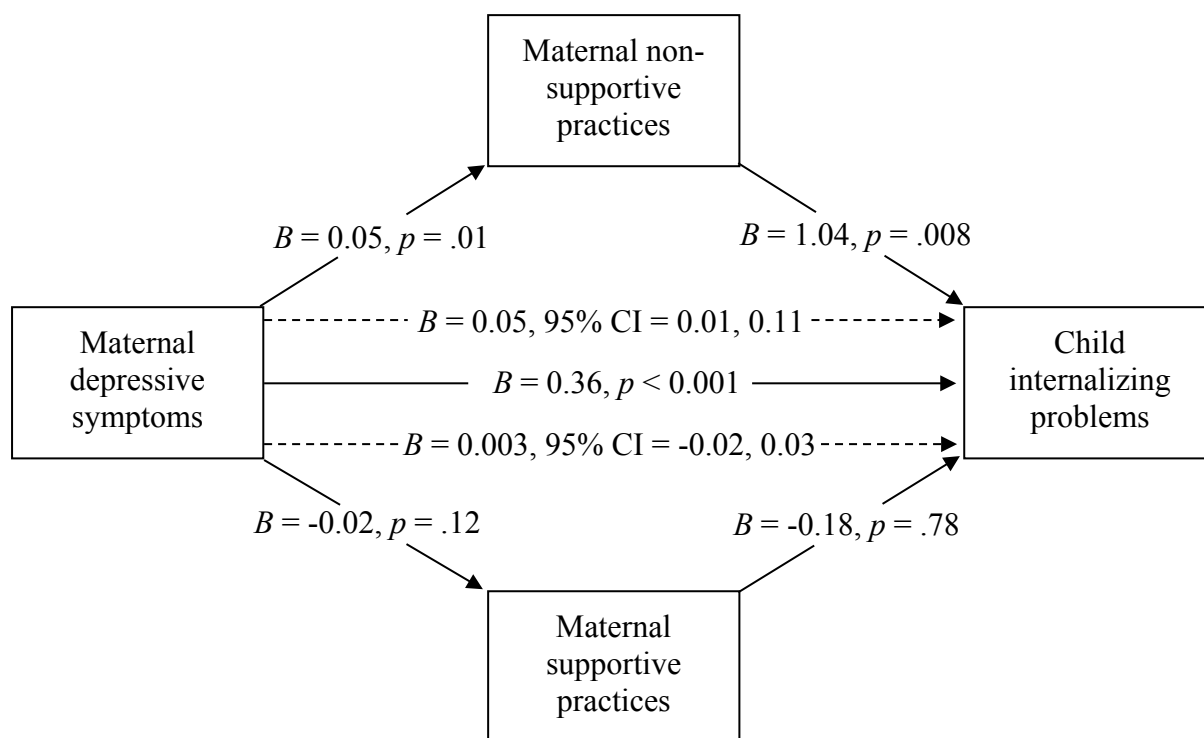 Maternal non-
supportive
practices
B = 0.05, p = .01
B = 1.04, p = .008
Maternal
depressive
symptoms
B = 0.05, 95% CI = 0.01, 0.11
B = 0.36, p < 0.001
B = 0.003, 95% CI = -0.02, 0.03
Child
internalizing
problems
B = -0.02, p = .12
B = -0.18, p = .78
Maternal
supportive
practices